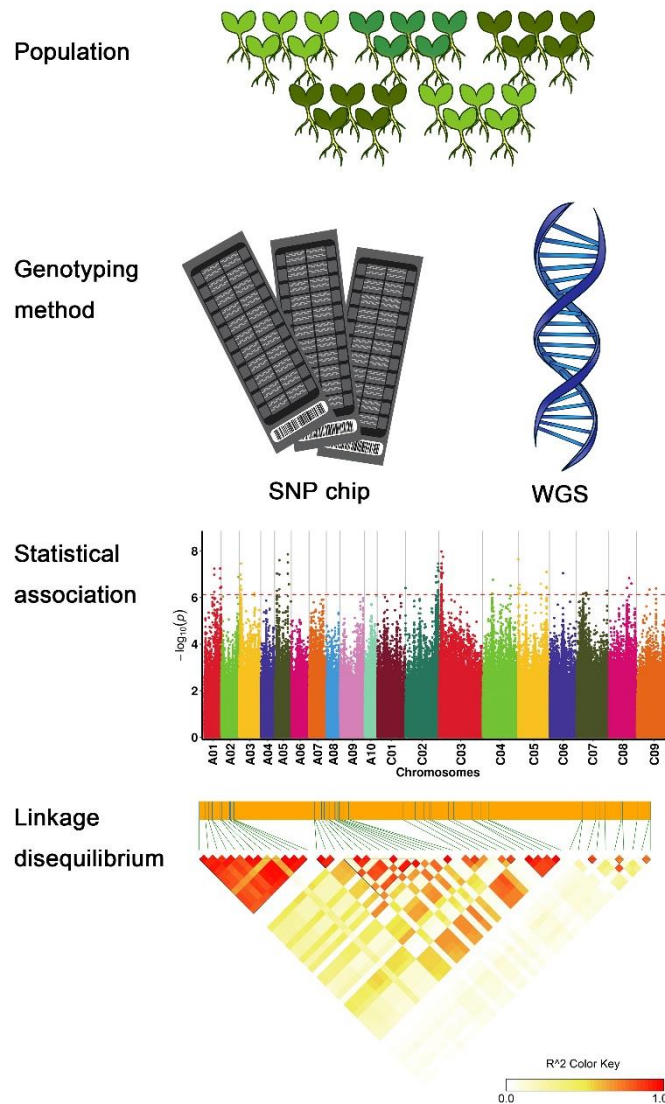 Population
Genotyping
method
SNP chip
WGS
Statistical
association
8
6
4
2
0
− log₁₀(p)
A01
A02
A03
A04
A05
A06
A07
A08
A09
A10
C01
C02
C03
C04
C05
C06
C07
C08
C09
Chromosomes
Linkage
disequilibrium
R^2 Color Key
0.0
1.0